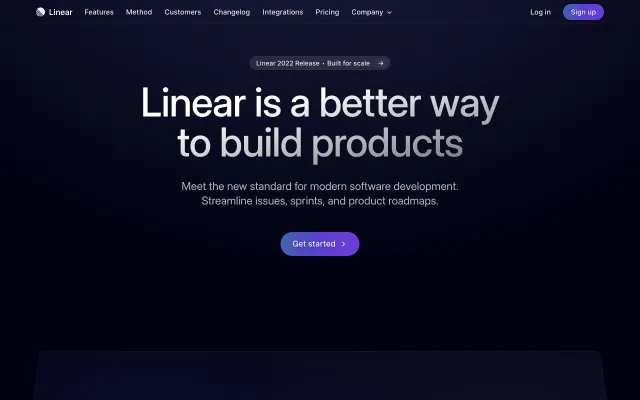 Linear Features Method Customers Changelog Integrations Pricing Company Log in Sign up
Linear 2022 Release · Built for scale →
Linear is a better way
to build products
Meet the new standard for modern software development.
Streamline issues, sprints, and product roadmaps.
Get started